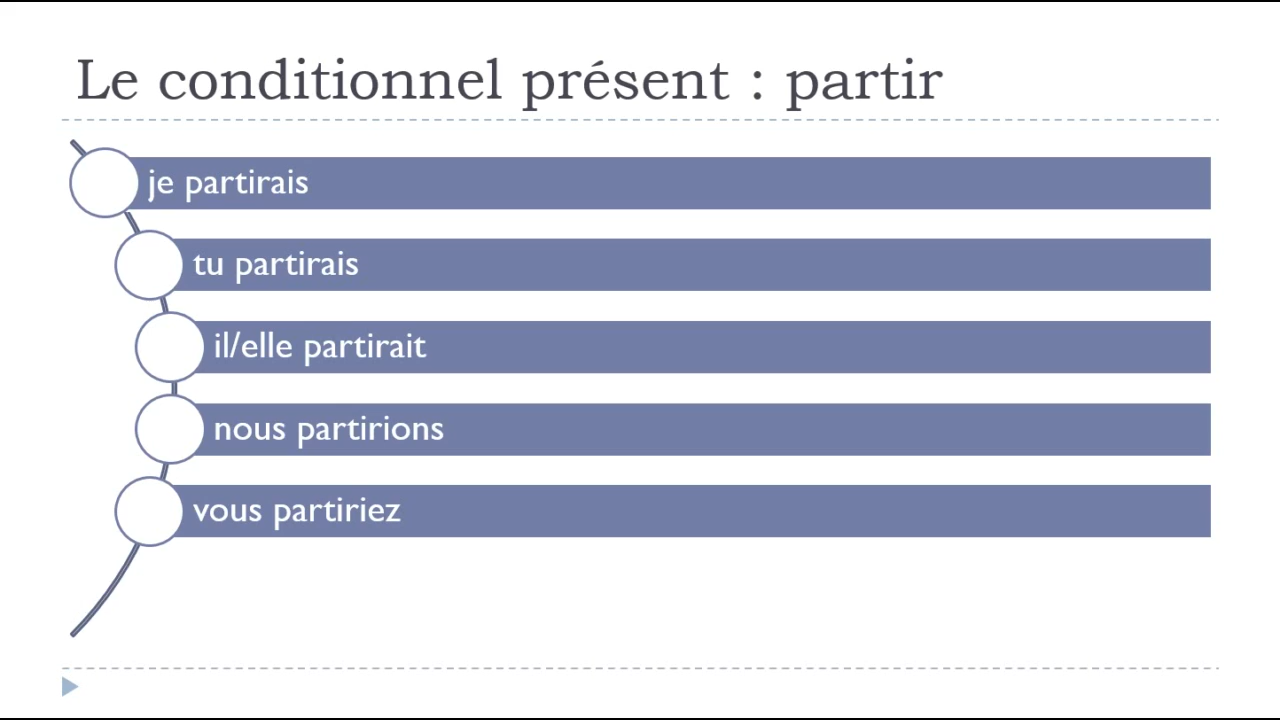 Le conditionnel présent : partir
je partirais
tu partirais
il/elle partirait
nous partirions
vous partiriez